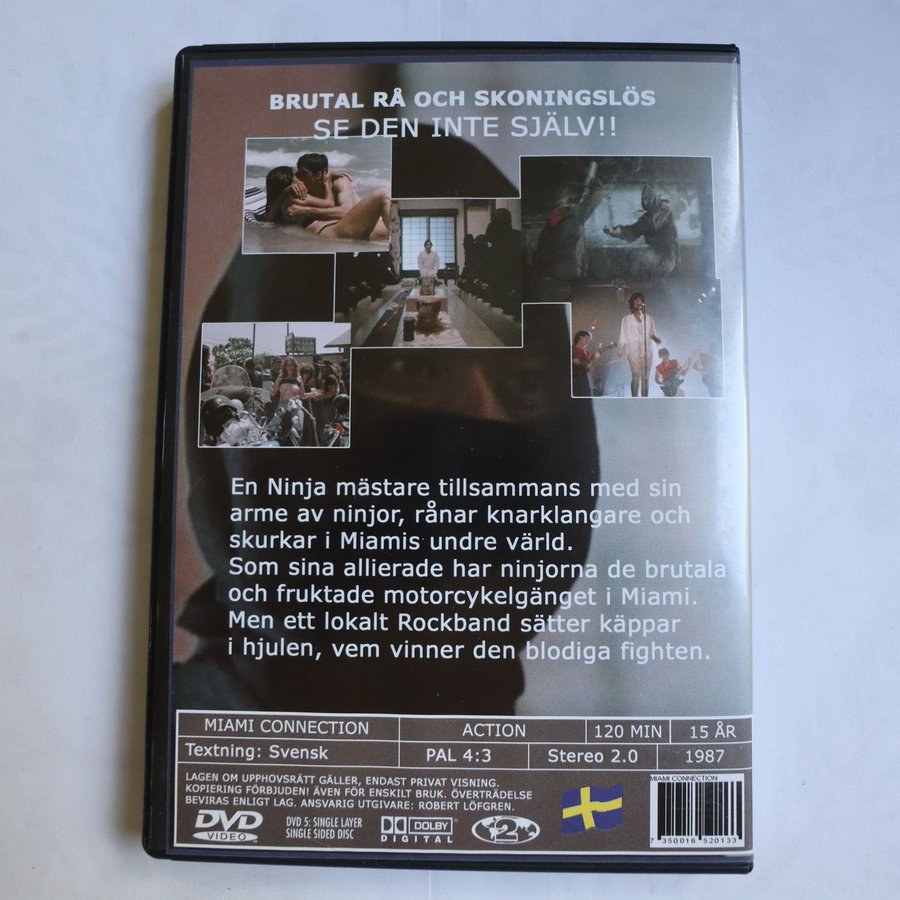 BRUTAL RÅ OCH SKONINGSLÖS
SE DEN INTE SJÄLV!!
En Ninja mästare tillsammans med sin
arme av ninjor, rånar knarklangare och
skurkar i Miamis undre värld.
Som sina allierade har ninjorna de brutala
och fruktade motorcykelgänget i Miami.
Men ett lokalt Rockband sätter käppar
i hjulen, vem vinner den blodiga fighten.
MIAMI CONNECTION ACTION 120 MIN 15 ÅR
Textning: Svensk PAL 4:3 Stereo 2.0 1987
LAGEN OM UPPHOVSRÄTT GÄLLER, ENDAST PRIVAT VISNING.
KOPIERING FÖRBJUDEN! ÄVEN FÖR ENSKILT BRUK. ÖVERTRÄDELSE
BEVIRAS ENLIGT LAG. ANSVARIG UTGIVARE: ROBERT LÖFGREN.
DVD VIDEO
DVD 5: SINGLE LAYER
SINGLE SIDED DISC
DOLBY
DIGITAL
2
MIAMI CONNECTION
7 350016 520133